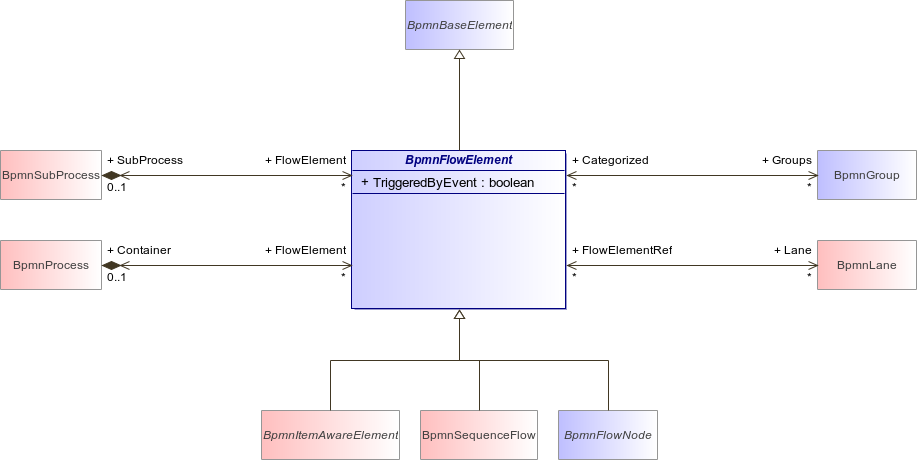 BpmnBaseElement
+ SubProcess
+ FlowElement
BpmnFlowElement
+ Categorized
+ Groups
BpmnSubProcess
0..1
*
+ TriggeredByEvent : boolean
*
*
BpmnGroup
+ Container
+ FlowElement
+ FlowElementRef
+ Lane
BpmnProcess
0..1
*
*
*
BpmnLane
BpmnItemAwareElement
BpmnSequenceFlow
BpmnFlowNode